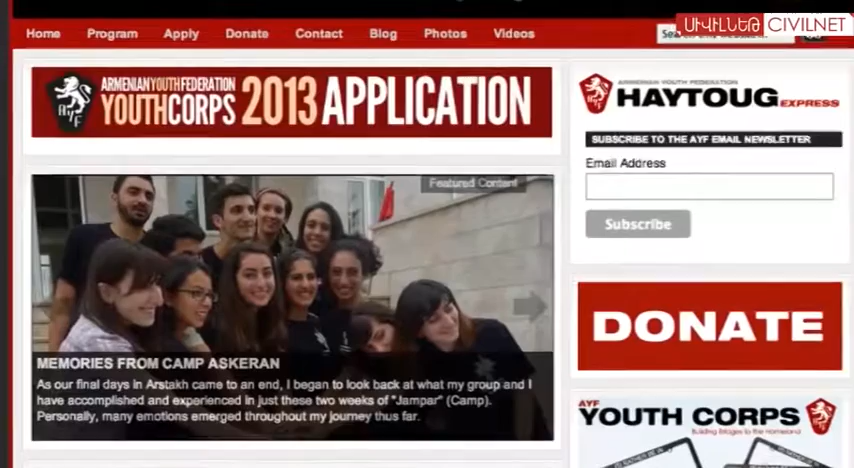 ՍԻՎԻԼՆԵԹ CIVILNET
Home Program Apply Donate Contact Blog Photos Videos
ARMENIAN YOUTH FEDERATION
YOUTH CORPS 2013 APPLICATION
AYF
ARMENIAN YOUTH FEDERATION
HAYTOUG EXPRESS
SUBSCRIBE TO THE AYF EMAIL NEWSLETTER
Email Address
Subscribe
Featured Content
MEMORIES FROM CAMP ASKERAN
As our final days in Arstakh came to an end, I began to look back at what my group and I
have accomplished and experienced in just these two weeks of "Jampar" (Camp).
Personally, many emotions emerged throughout my journey thus far.
DONATE
AYF
YOUTH CORPS
Building Bridges to the Homeland